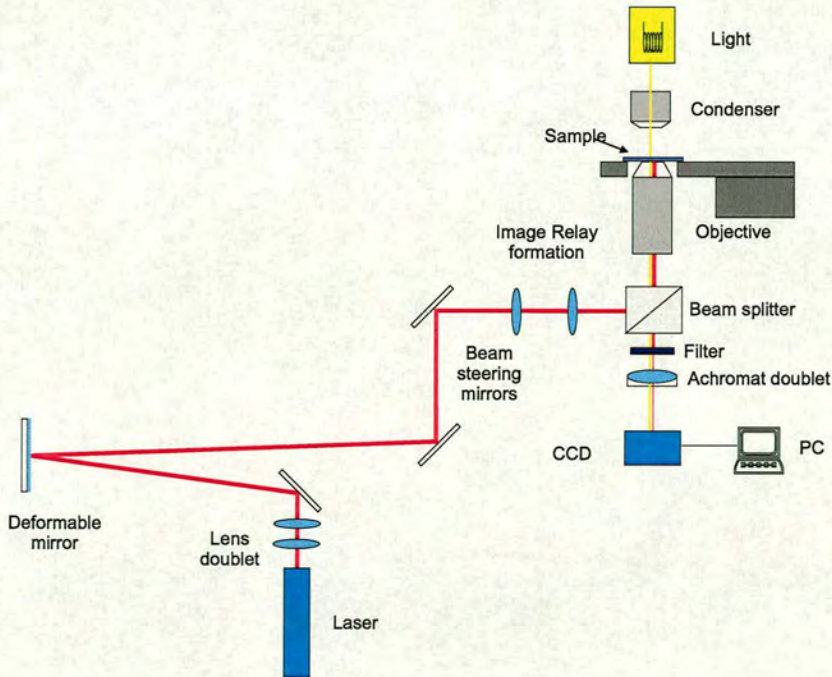 Light
Condenser
Sample
Image Relay
formation
Objective
Beam splitter
Beam
steering
mirrors
Filter
Achromat doublet
CCD
PC
Deformable
mirror
Lens
doublet
Laser